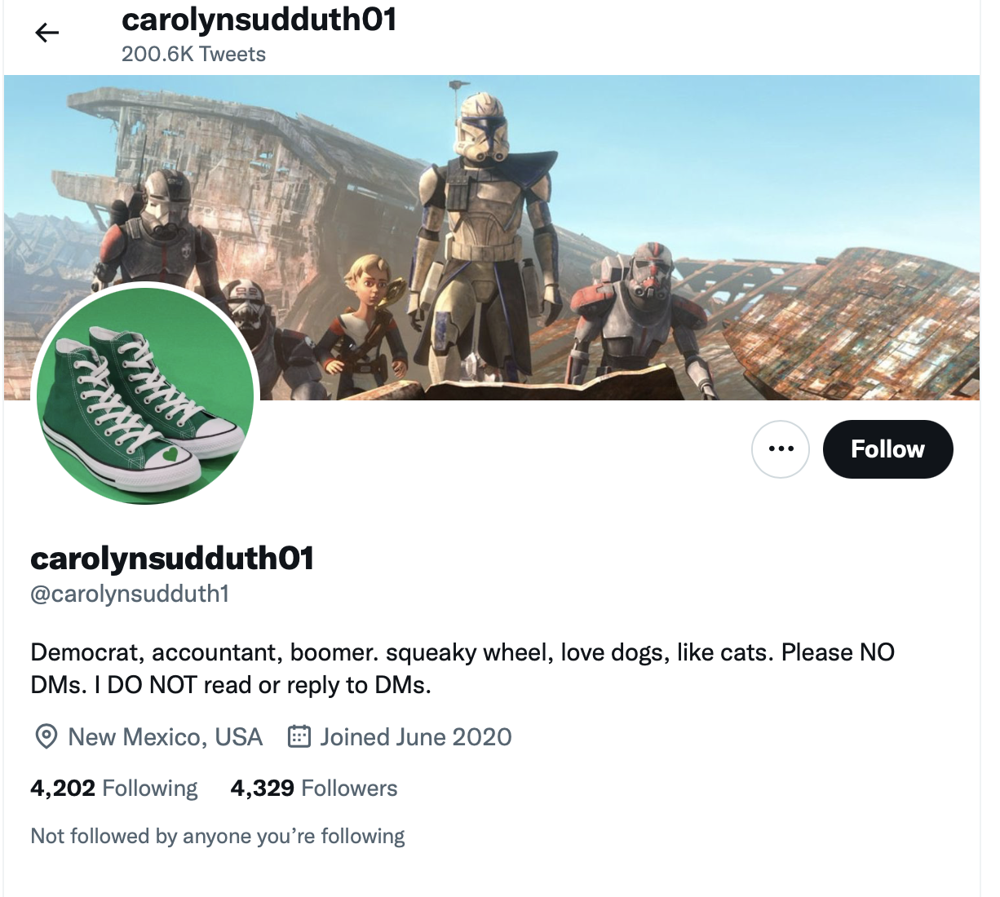 carolynsudduth01
200.6K Tweets
Follow
carolynsudduth01
@carolynsudduth1
Democrat, accountant, boomer. squeaky wheel, love dogs, like cats. Please NO
DMs. I DO NOT read or reply to DMs.
New Mexico, USA Joined June 2020
4,202 Following 4,329 Followers
Not followed by anyone you’re following